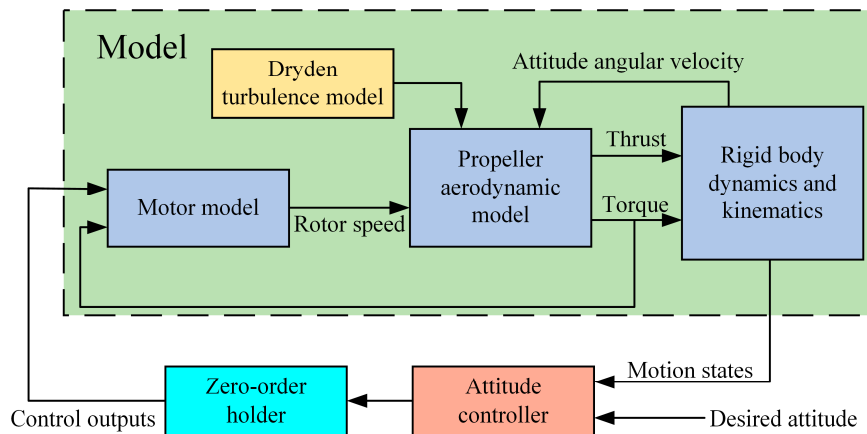 Model
Dryden
turbulence model
Attitude angular velocity
Motor model
Rotor speed
Propeller
aerodynamic
model
Thrust
Torque
Rigid body
dynamics and
kinematics
Motion states
Control outputs
Zero-order
holder
Attitude
controller
Desired attitude